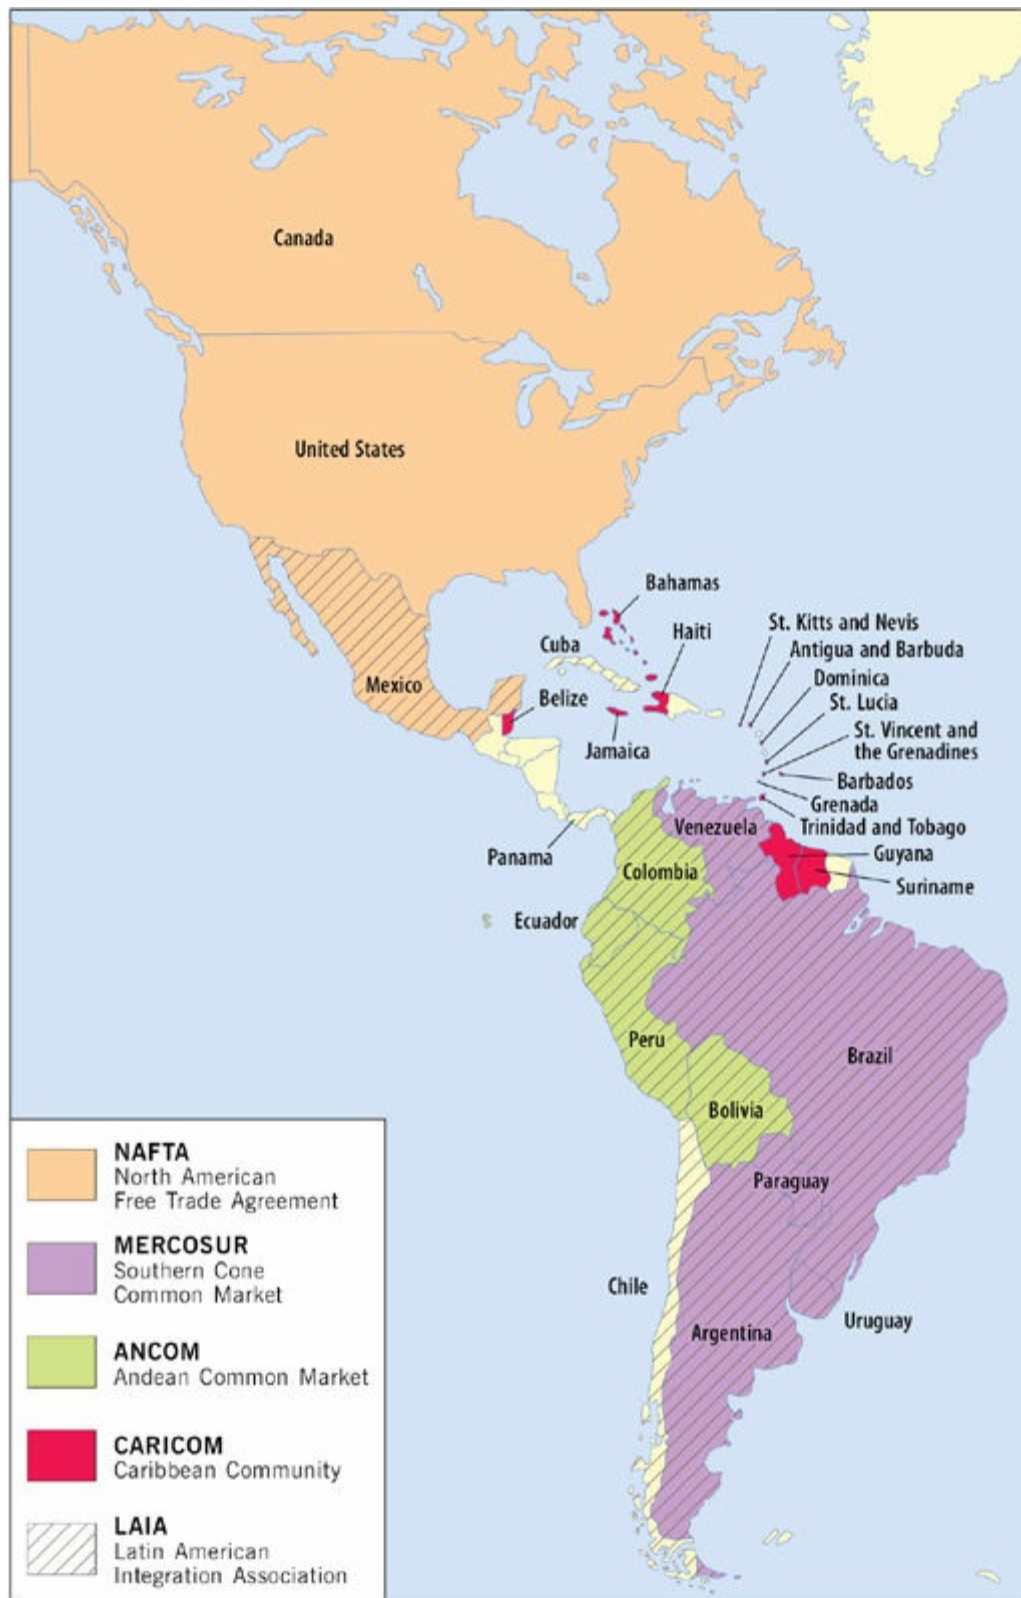 Canada
United States
Bahamas
St. Kitts and Nevis
Haiti
Cuba
Antigua and Barbuda
Dominica
Mexico
Belize
St. Lucia
St. Vincent and
the Grenadines
Jamaica
Barbados
Grenada
Venezuela
Trinidad and Tobago
Panama
Guyana
Colombia
Suriname
Ecuador
Peru
Brazil
Bolivia
Paraguay
Chile
Uruguay
Argentina
NAFTA
North American
Free Trade Agreement
MERCOSUR
Southern Cone
Common Market
ANCOM
Andean Common Market
CARICOM
Caribbean Community
LAIA
Latin American
Integration Association